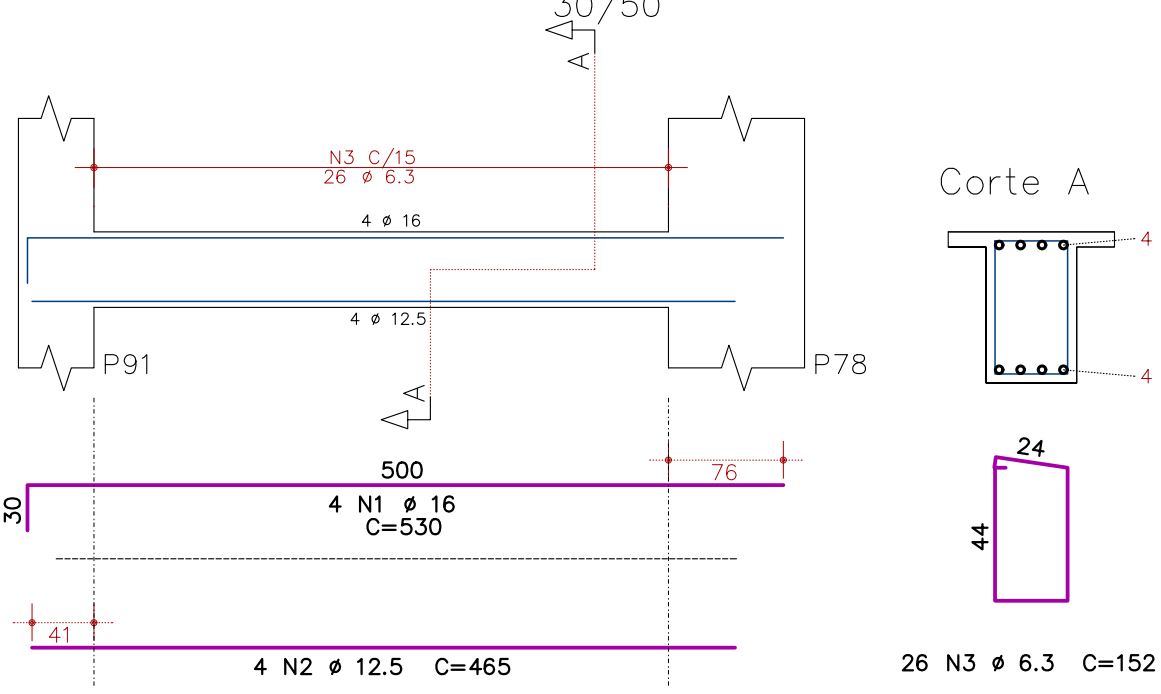 30/50
A
N3 C/15
26 ø 6.3
4 ø 16
Corte A
4
4 ø 12.5
P91
P78
4
A
500
76
30
4 N1 ø 16
C=530
24
44
41
4 N2 ø 12.5 C=465
26 N3 ø 6.3 C=152